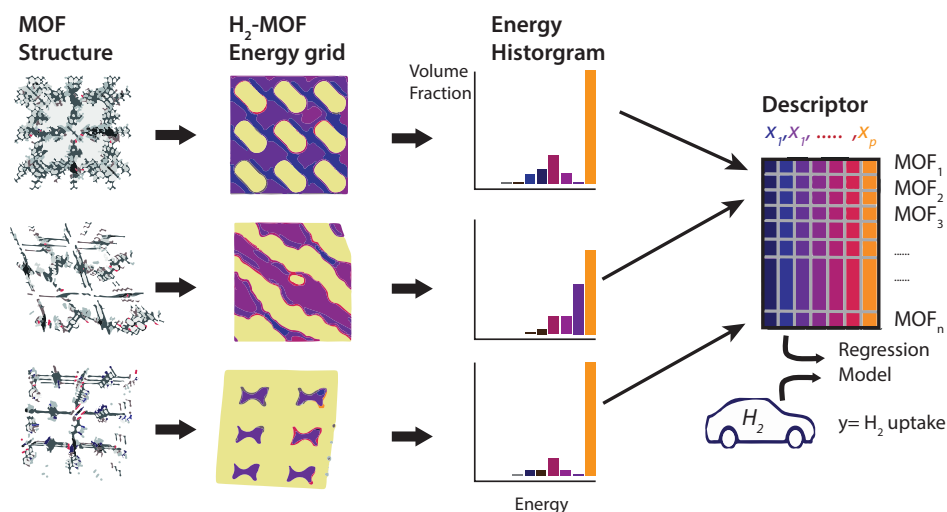 MOF
Structure
H₂-MOF
Energy grid
Energy
Historgram
Volume
Fraction
Descriptor
x₁,x₁, ..... ,xₚ
MOF₁
MOF₂
MOF₃
......
......
MOFₙ
Regression
Model
H₂
y= H₂ uptake
Energy